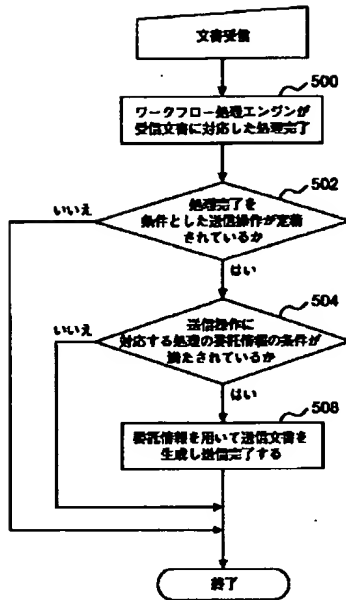 文書受信
500
ワークフロー処理エンジンが
受信文書に対応した処理完了
502
いいえ
処理完了を
条件とした送信操作が定義
されているか
はい
504
いいえ
送信操作に
対応する処理の委託情報の条件が
満たされているか
はい
508
委託情報を用いて送信文書を
生成し送信完了する
終了